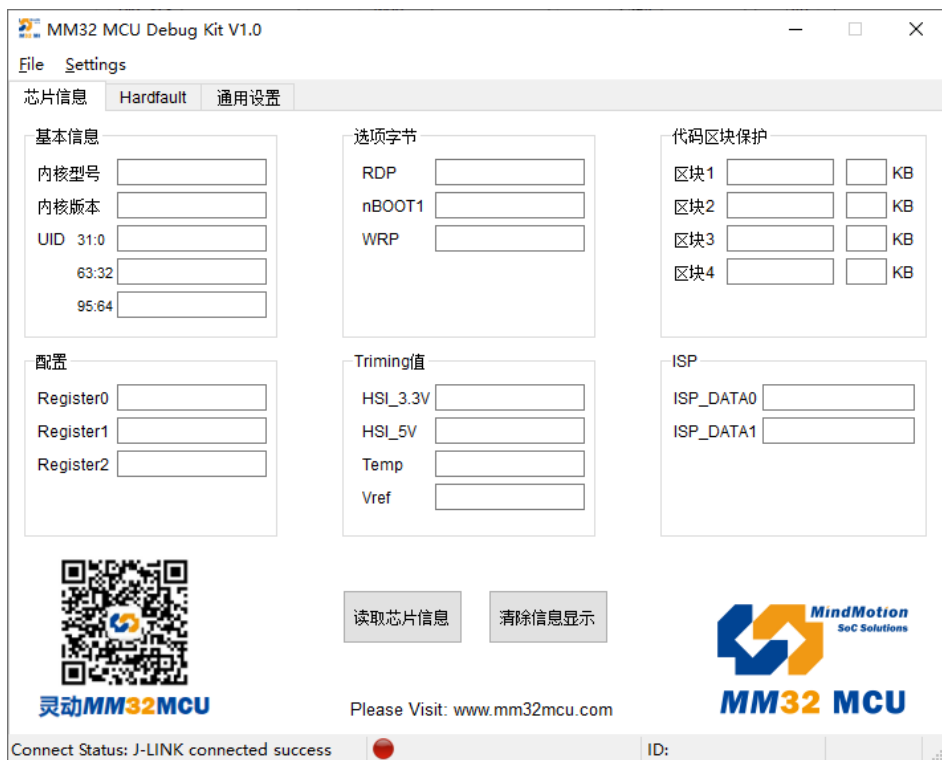 MM32 MCU Debug Kit V1.0
File Settings
芯片信息 Hardfault 通用设置
基本信息
内核型号
内核版本
UID 31:0
63:32
95:64
选项字节
RDP
nBOOT1
WRP
代码区块保护
区块1 KB
区块2 KB
区块3 KB
区块4 KB
配置
Register0
Register1
Register2
Triming值
HSI_3.3V
HSI_5V
Temp
Vref
ISP
ISP_DATA0
ISP_DATA1
灵动MM32MCU
读取芯片信息 清除信息显示
Please Visit: www.mm32mcu.com
MindMotion
SoC Solutions
MM32 MCU
Connect Status: J-LINK connected success ID: